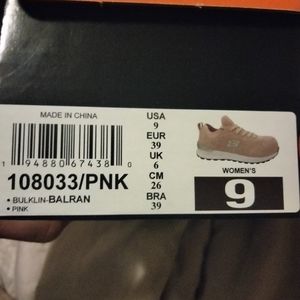 MADE IN CHINA
1 94880 67438 0
108033/PNK
• BULKLIN-BALRAN
• PINK
USA
9
EUR
39
UK
6
CM
26
BRA
39
WOMEN'S
9